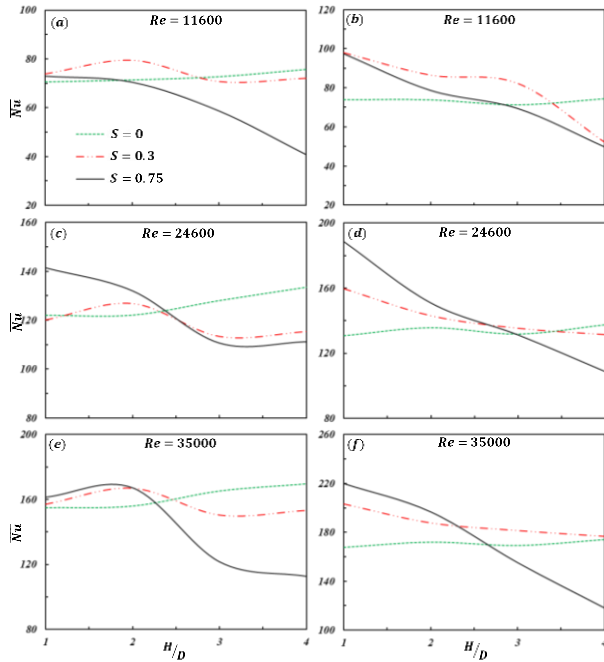 (a) Re = 11600
100
80
60
40
20
Nu
S = 0
S = 0.3
S = 0.75
(b) Re = 11600
120
100
80
60
40
20
(c) Re = 24600
160
140
120
100
80
Nu
(d) Re = 24600
200
160
120
80
(e) Re = 35000
200
160
120
80
Nu
1 2 3 4
H/D
(f) Re = 35000
260
220
180
140
100
1 2 3 4
H/D